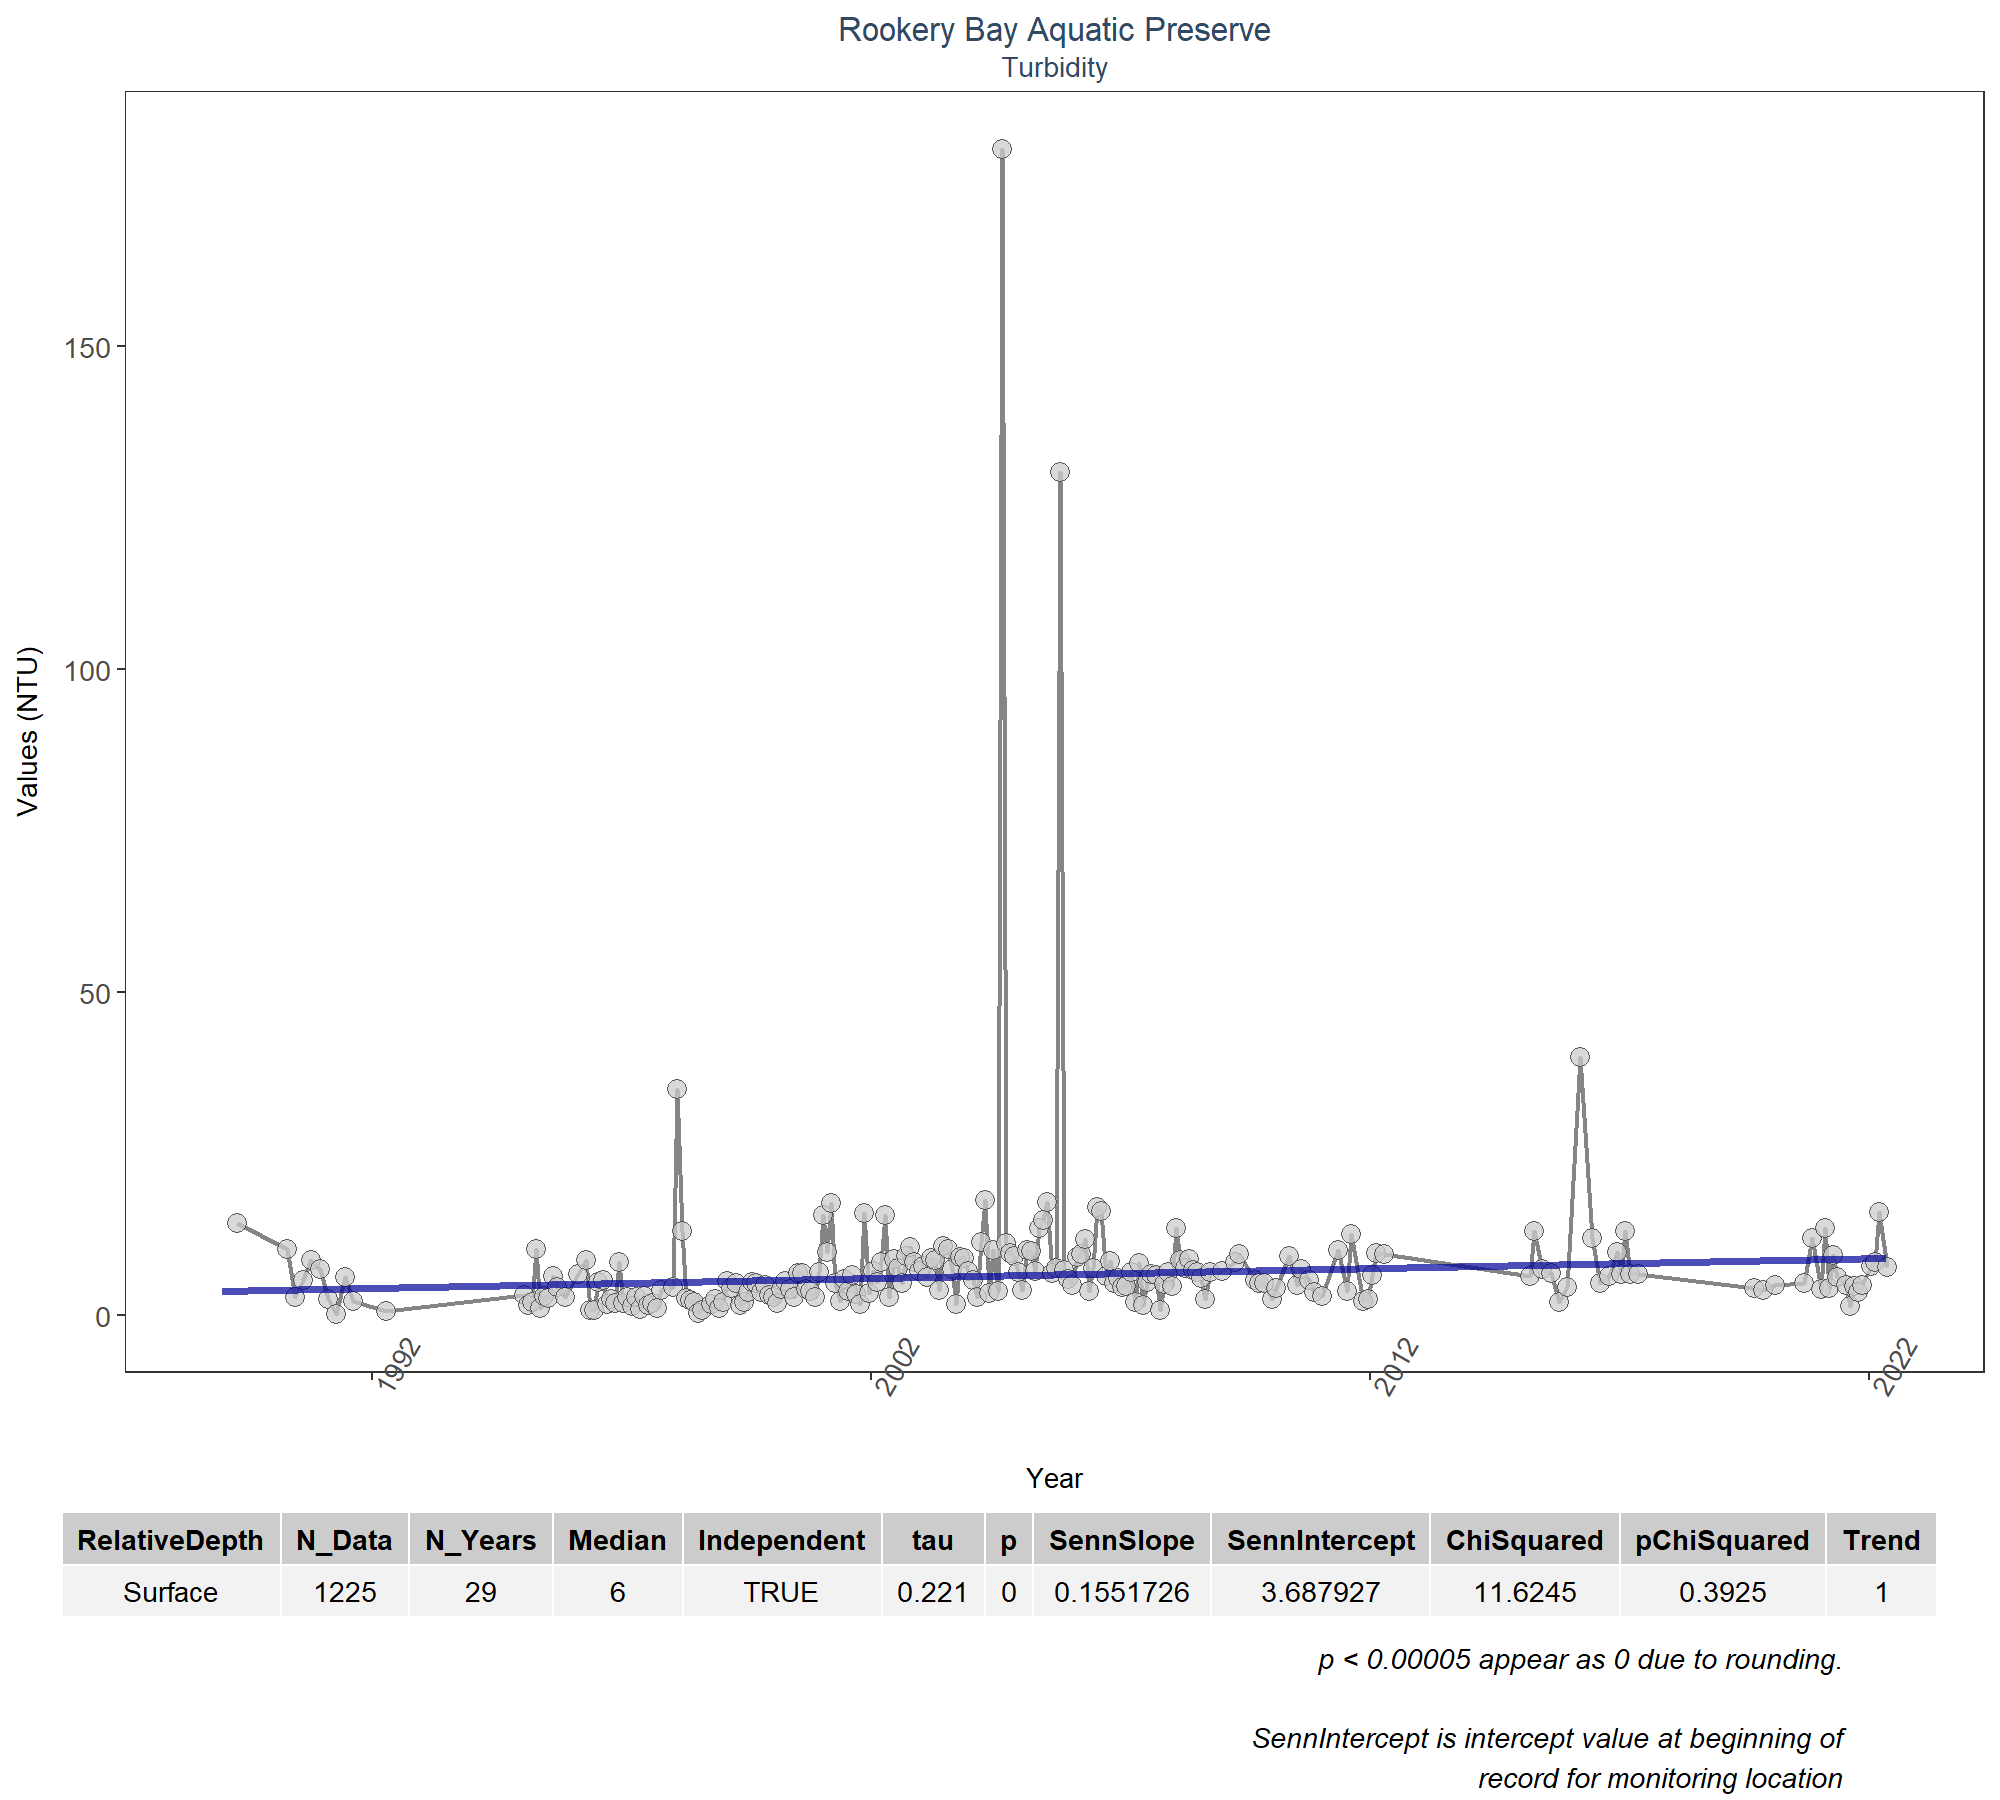 Rookery Bay Aquatic Preserve
Turbidity
Values (NTU)
150
100
50
0
1992 2002 2012 2022
Year
RelativeDepth N_Data N_Years Median Independent tau p SennSlope SennIntercept ChiSquared pChiSquared Trend
Surface 1225 29 6 TRUE 0.221 0 0.1551726 3.687927 11.6245 0.3925 1
p < 0.00005 appear as 0 due to rounding.
SennIntercept is intercept value at beginning of
record for monitoring location